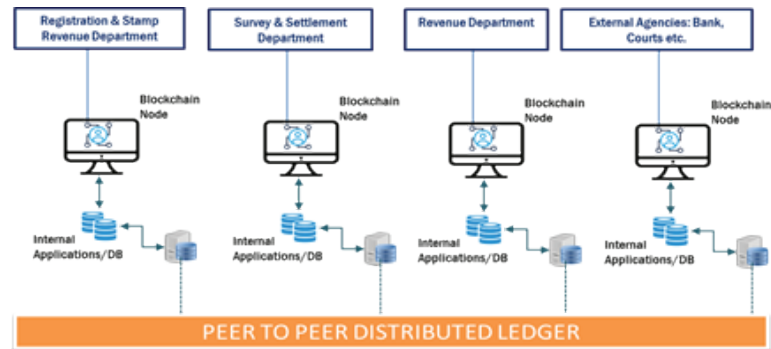 Registration & Stamp
Revenue Department
Survey & Settlement
Department
Revenue Department
External Agencies: Bank,
Courts etc.
Blockchain
Node
Blockchain
Node
Blockchain
Node
Blockchain
Node
Internal
Applications/DB
Internal
Applications/DB
Internal
Applications/DB
Internal
Applications/DB
PEER TO PEER DISTRIBUTED LEDGER